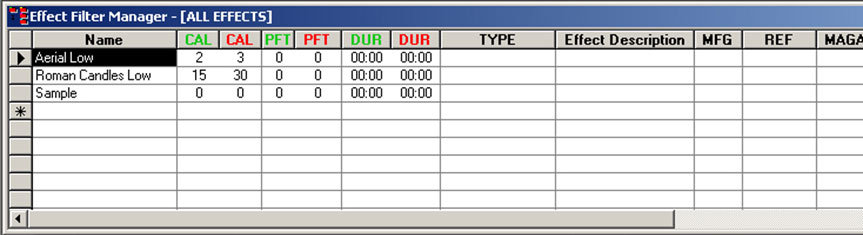 Effect Filter Manager - [ALL EFFECTS]
Name CAL CAL PFT PFT DUR DUR TYPE Effect Description MFG REF MAGA
Aerial Low 2 3 0 0 00:00 00:00
Roman Candles Low 15 30 0 0 00:00 00:00
Sample 0 0 0 0 00:00 00:00